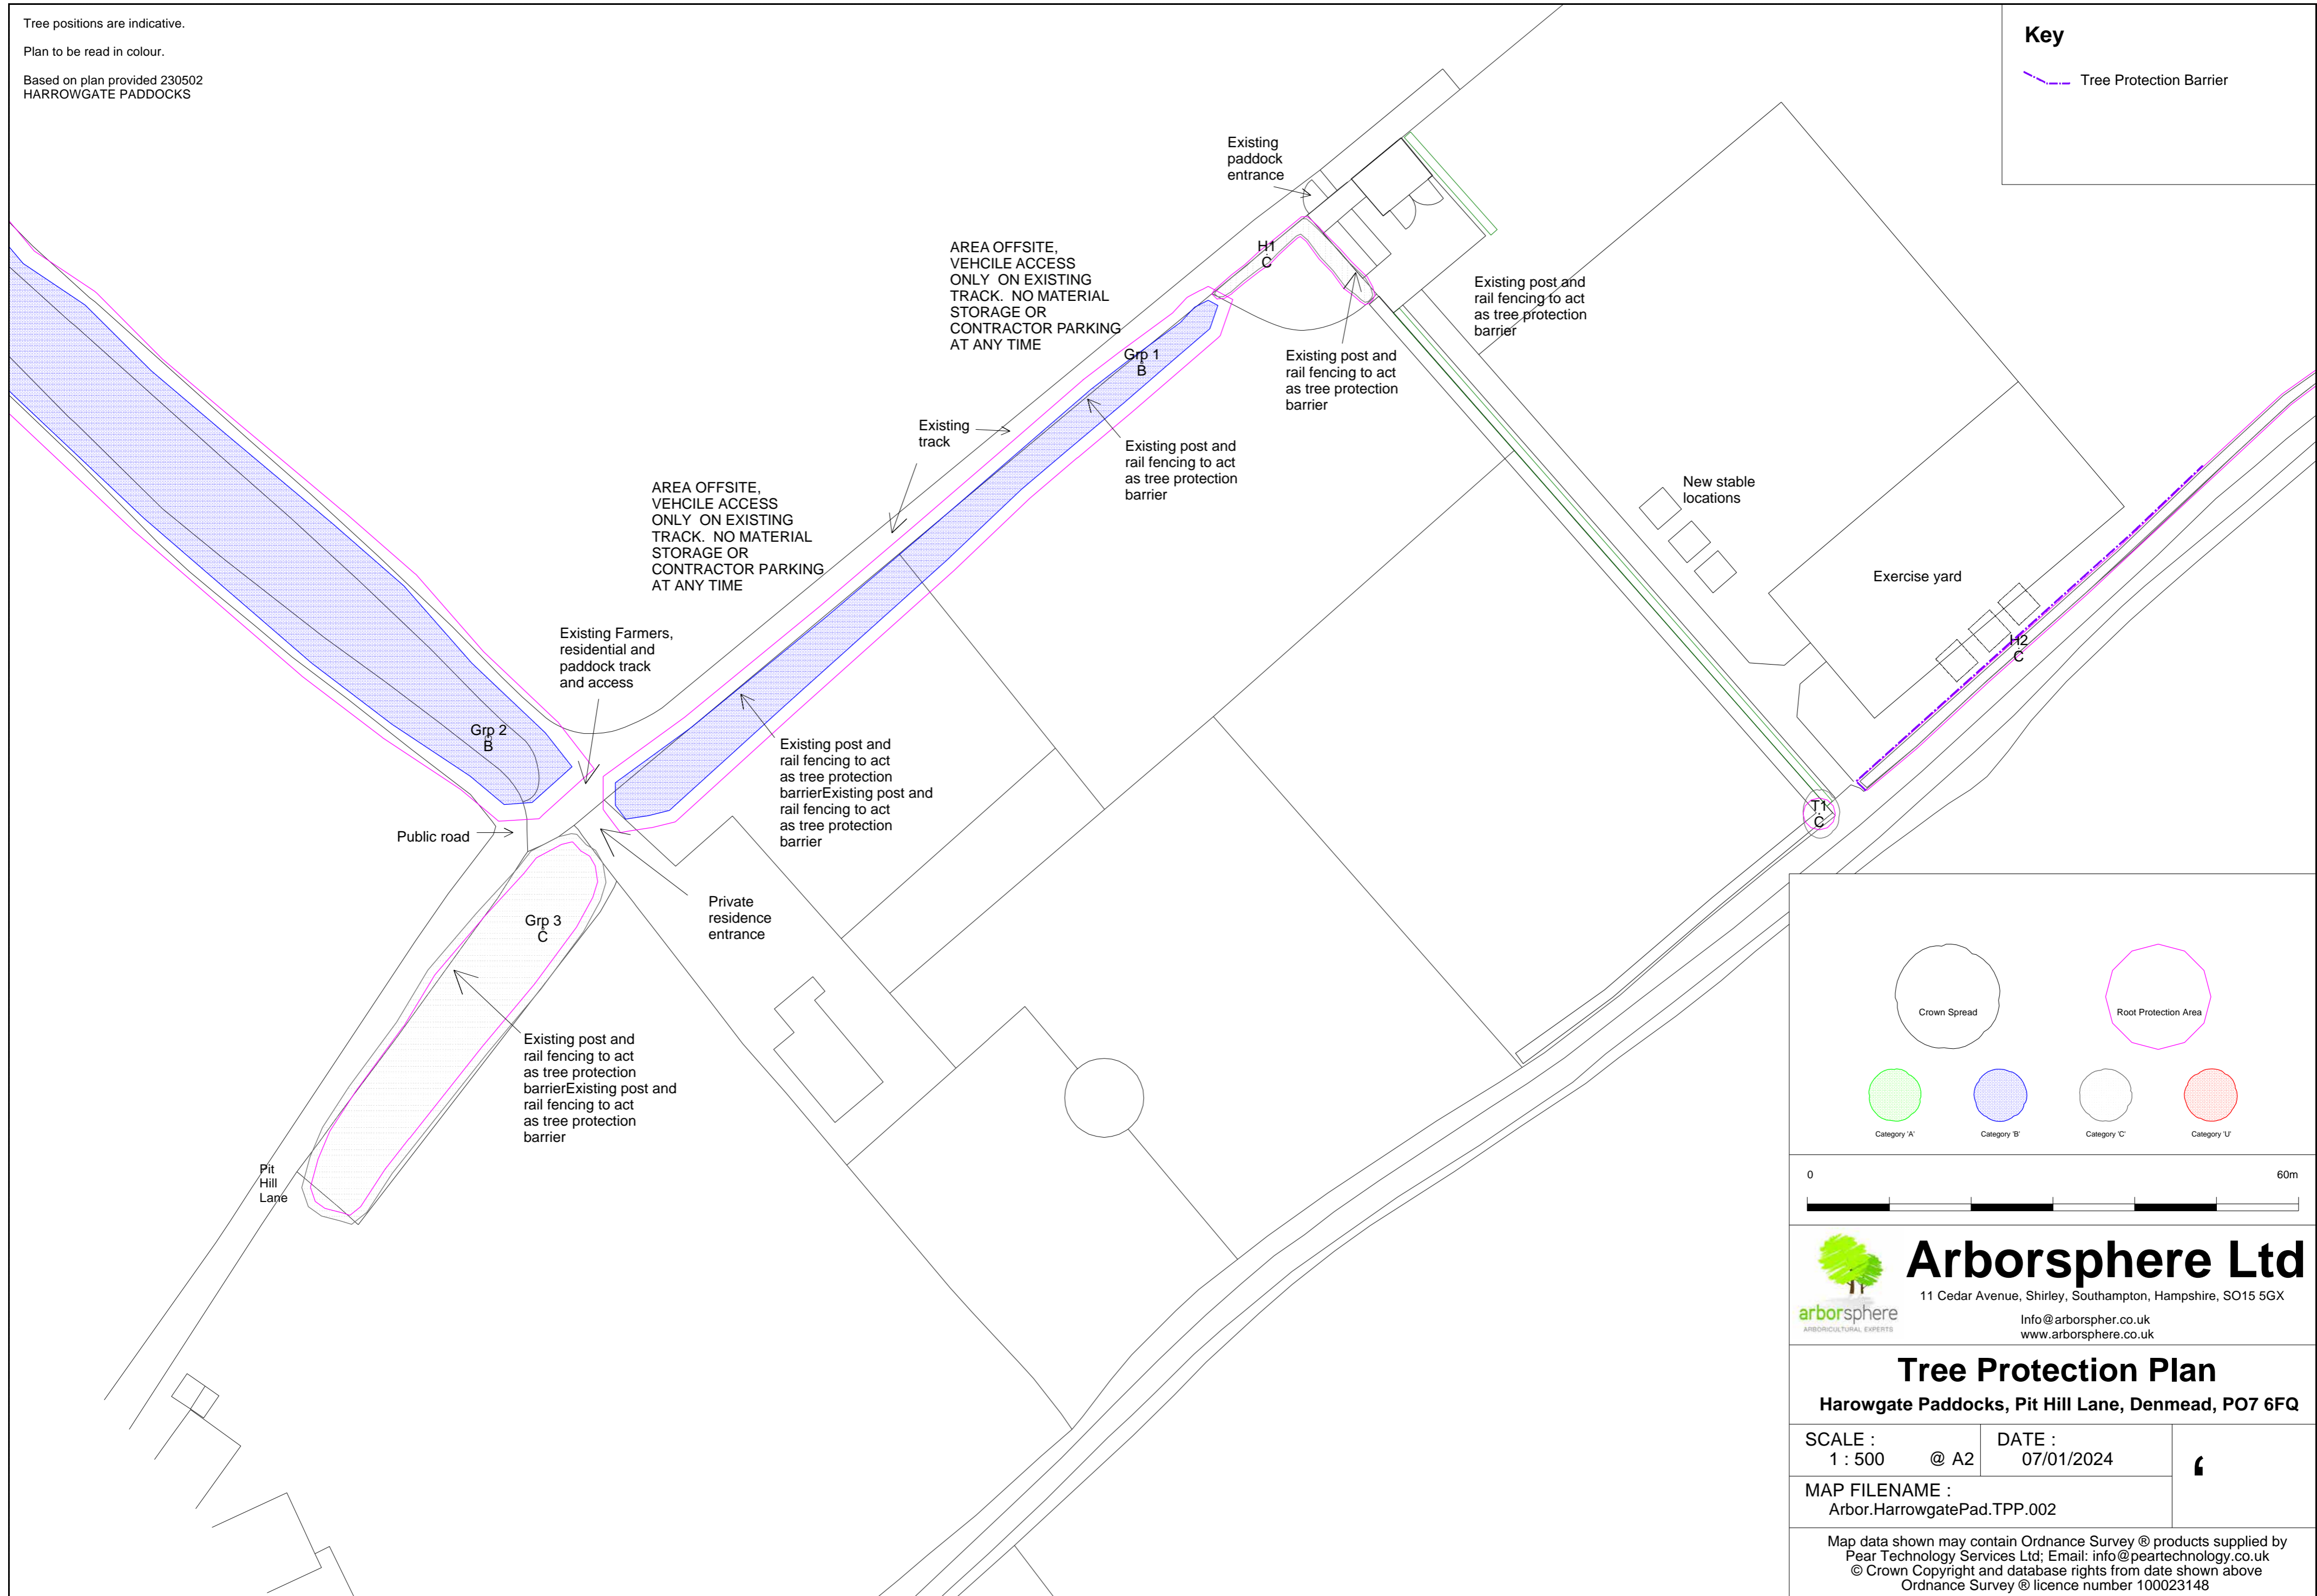 Tree positions are indicative.
Plan to be read in colour.
Based on plan provided 230502
HARROWGATE PADDOCKS
Key
Tree Protection Barrier
Existing
paddock
entrance
AREA OFFSITE,
VEHCILE ACCESS
ONLY ON EXISTING
TRACK. NO MATERIAL
STORAGE OR
CONTRACTOR PARKING
AT ANY TIME
H1
C
Existing post and
rail fencing to act
as tree protection
barrier
Existing post and
rail fencing to act
as tree protection
barrier
Grp 1
B
Existing
track
Existing post and
rail fencing to act
as tree protection
barrier
AREA OFFSITE,
VEHCILE ACCESS
ONLY ON EXISTING
TRACK. NO MATERIAL
STORAGE OR
CONTRACTOR PARKING
AT ANY TIME
New stable
locations
Exercise yard
H2
C
Existing Farmers,
residential and
paddock track
and access
Grp 2
B
Existing post and
rail fencing to act
as tree protection
barrierExisting post and
rail fencing to act
as tree protection
barrier
Public road
T1
C
Private
residence
entrance
Grp 3
C
Existing post and
rail fencing to act
as tree protection
barrierExisting post and
rail fencing to act
as tree protection
barrier
Pit
Hill
Lane
Crown Spread
Root Protection Area
Category 'A'
Category 'B'
Category 'C'
Category 'U'
0 60m
Arborsphere Ltd
11 Cedar Avenue, Shirley, Southampton, Hampshire, SO15 5GX
Info@arborspher.co.uk
www.arborsphere.co.uk
arborsphere
ARBORICULTURAL EXPERTS
Tree Protection Plan
Harowgate Paddocks, Pit Hill Lane, Denmead, PO7 6FQ
SCALE :
1 : 500 @ A2
DATE :
07/01/2024
MAP FILENAME :
Arbor.HarrowgatePad.TPP.002
Map data shown may contain Ordnance Survey ® products supplied by
Pear Technology Services Ltd; Email: info@peartechnology.co.uk
© Crown Copyright and database rights from date shown above
Ordnance Survey ® licence number 100023148